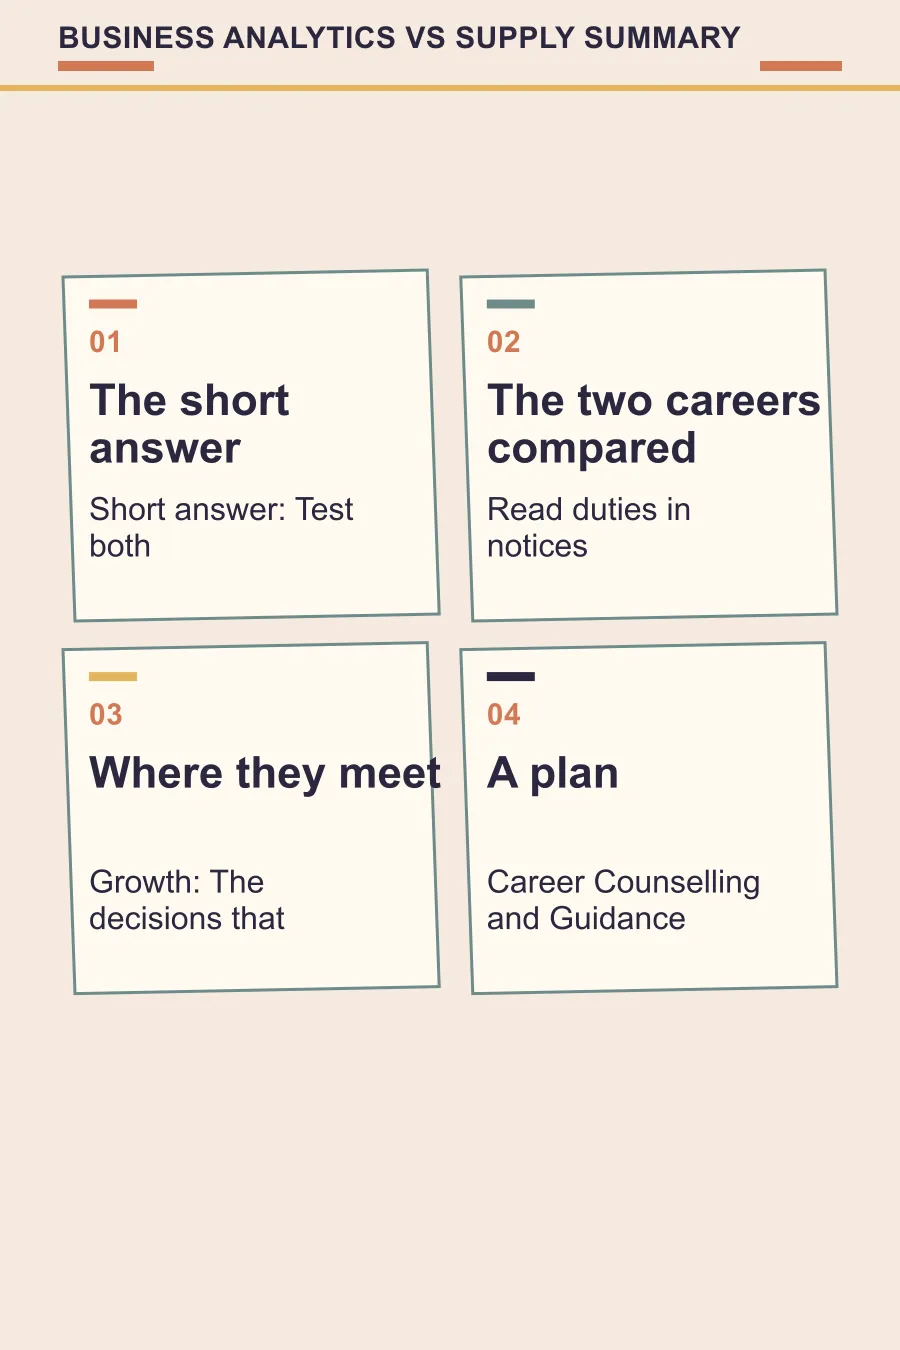 BUSINESS ANALYTICS VS SUPPLY SUMMARY
01
The short
answer
Short answer: Test
both
02
The two careers
compared
Read duties in
notices
03
Where they meet
Growth: The
decisions that
04
A plan
Career Counselling
and Guidance